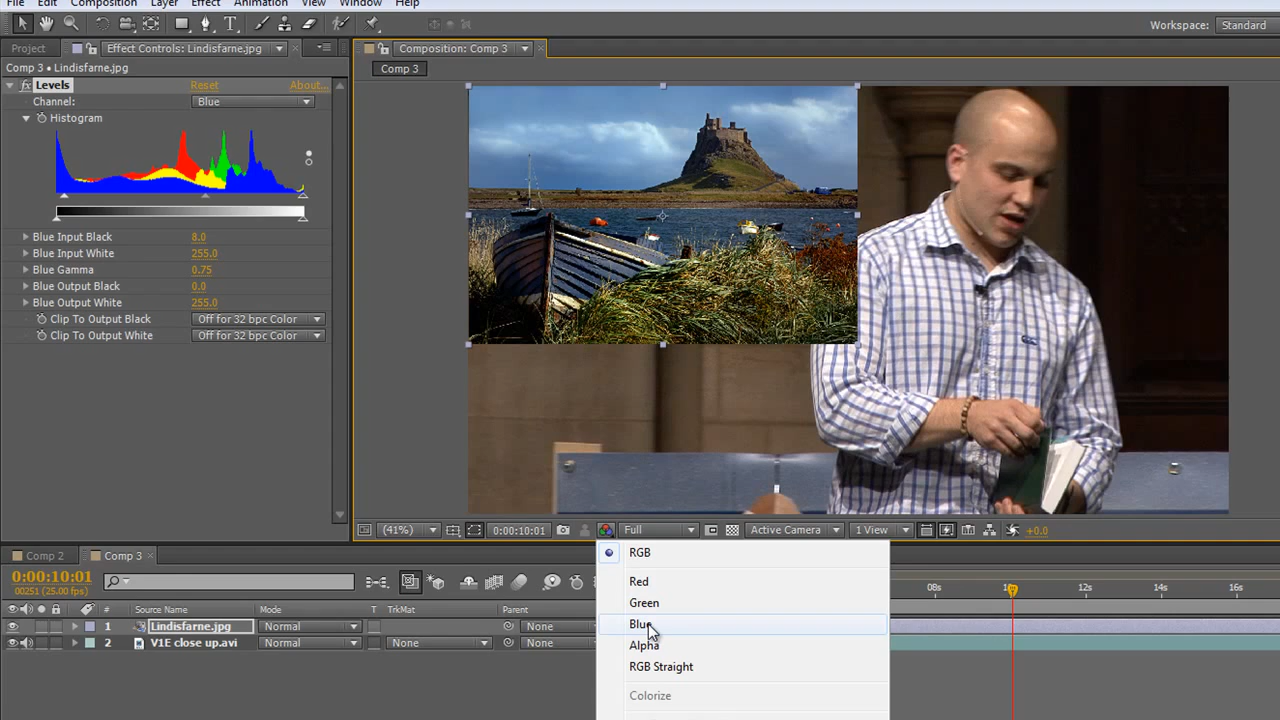 File Edit Composition Layer Effect Animation View Window Help
Workspace: Standard
Project Effect Controls: Lindisfarne.jpg Composition: Comp 3
Comp 3 • Lindisfarne.jpg
Comp 3
fx Levels Reset About...
Channel: Blue
Histogram
Blue Input Black 8.0
Blue Input White 255.0
Blue Gamma 0.75
Blue Output Black 0.0
Blue Output White 255.0
Clip To Output Black Off for 32 bpc Color
Clip To Output White Off for 32 bpc Color
(41%) 0:00:10:01 Full Active Camera 1 View +0.0
Comp 2 Comp 3
RGB
Red
Green
Blue
Alpha
RGB Straight
Colorize
0:00:10:01
00251 (25.00 fps)
08s 12s 14s 16s
# Source Name Mode T TrkMat Parent
1 Lindisfarne.jpg Normal None
2 V1E close up.avi Normal None None